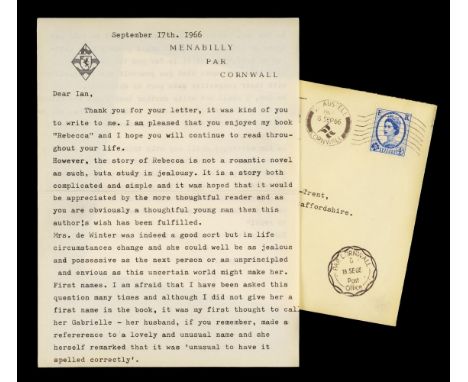 September 17th. 1966
MENABILLY
PAR
CORNWALL
Dear Ian,
Thank you for your letter, it was kind of you
to write to me. I am pleased that you enjoyed my book
"Rebecca" and I hope you will continue to read throu-
ghout your life.
However, the story of Rebecca is not a romantic novel
as such, buta study in jealousy. It is a story both
complicated and simple and it was hoped that it would
be appreciated by the more thoughtful reader and as
you are obviously a thoughtful young man then this
author's wish has been fulfilled.
Mrs. de Winter was indeed a good sort but in life
circumstances change and she could well be as jealous
and possessive as the next person or as unprincipled
and envious as this uncertain world might make her.
First names. I am afraid that I have been asked this
question many times and although I did not give her a
first name in the book, it was my first thought to call
her Gabrielle - her husband, if you remember, made a
refererence to a lovely and unusual name and she
herself remarked that it was 'unusual to have it
spelled correctly'.
AUSTELL
SEP66
CORNWALL
-Trent,
affordshire.
PAR CORNWALL
Post
Office